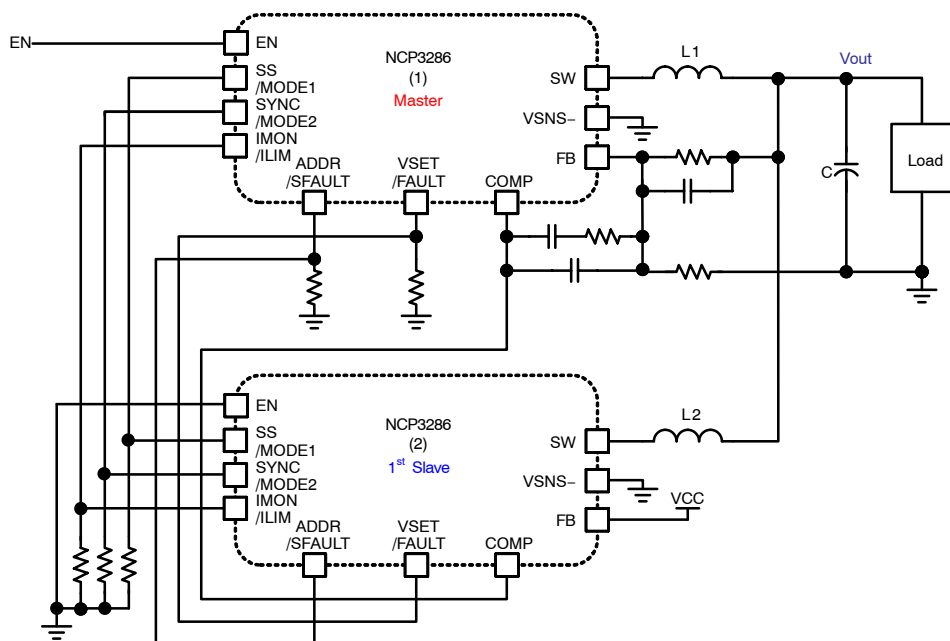 EN
EN
NCP3286
(1)
Master
SS
/MODE1
SYNC
/MODE2
IMON
/ILIM
ADDR
/SFAULT
VSET
/FAULT
COMP
SW
VSNS–
FB
L1
Vout
C
Load
EN
NCP3286
(2)
1st Slave
SS
/MODE1
SYNC
/MODE2
IMON
/ILIM
ADDR
/SFAULT
VSET
/FAULT
COMP
SW
VSNS–
FB
L2
VCC